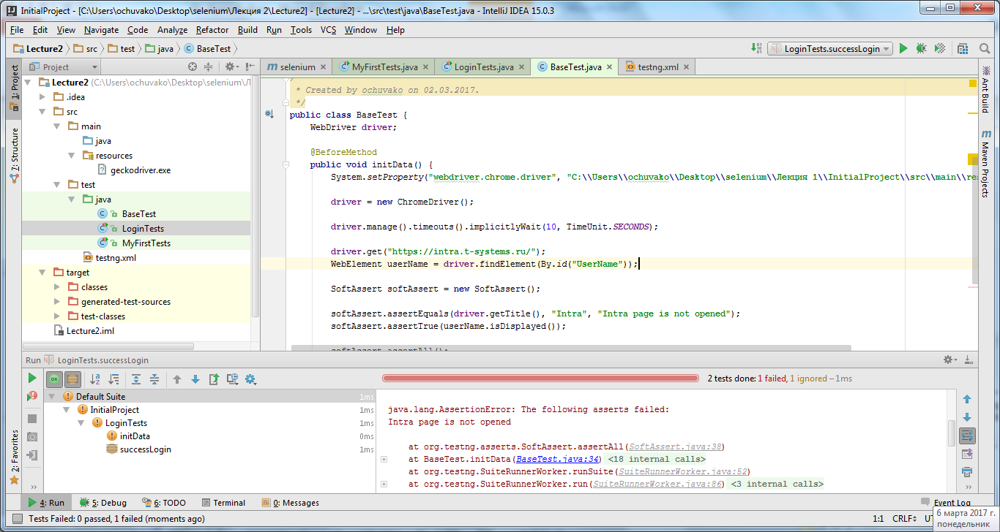 InitialProject - [C:\Users\ochuvako\Desktop\selenium\Лекция 2\Lecture2] - [Lecture2] - ...\src\test\java\BaseTest.java - IntelliJ IDEA 15.0.3
File Edit View Navigate Code Analyze Refactor Build Run Tools VCS Window Help
Lecture2 src test java BaseTest LoginTests.successLogin
1: Project
7: Structure
2: Favorites
Project
Lecture2 (C:\Users\ochuvako\Desktop\selenium\
.idea
src
main
java
resources
geckodriver.exe
test
java
BaseTest
LoginTests
MyFirstTests
testng.xml
target
classes
generated-test-sources
test-classes
Lecture2.iml
selenium MyFirstTests.java LoginTests.java BaseTest.java testng.xml
* Created by ochuvako on 02.03.2017.
*/
public class BaseTest {
WebDriver driver;
@BeforeMethod
public void initData() {
System.setProperty("webdriver.chrome.driver", "C:\\Users\\ochuvako\\Desktop\\selenium\\Лекция 1\\InitialProject\\src\\main\\re
driver = new ChromeDriver();
driver.manage().timeouts().implicitlyWait(10, TimeUnit.SECONDS);
driver.get("https://intra.t-systems.ru/");
WebElement userName = driver.findElement(By.id("UserName"));
SoftAssert softAssert = new SoftAssert();
softAssert.assertEquals(driver.getTitle(), "Intra", "Intra page is not opened");
softAssert.assertTrue(userName.isDisplayed());
softAssert.assertAll();
Ant Build
Maven Projects
Run LoginTests.successLogin
2 tests done: 1 failed, 1 ignored – 1ms
Default Suite 1ms
InitialProject 1ms
LoginTests 1ms
initData 0ms
successLogin 1ms
java.lang.AssertionError: The following asserts failed:
Intra page is not opened
at org.testng.asserts.SoftAssert.assertAll(SoftAssert.java:38)
at BaseTest.initData(BaseTest.java:34) <18 internal calls>
at org.testng.SuiteRunnerWorker.runSuite(SuiteRunnerWorker.java:52)
at org.testng.SuiteRunnerWorker.run(SuiteRunnerWorker.java:86) <3 internal calls>
4: Run 5: Debug 6: TODO Terminal 0: Messages Event Log
Tests Failed: 0 passed, 1 failed (moments ago) 1:1 CRLF
6 марта 2017 г.
понедельник